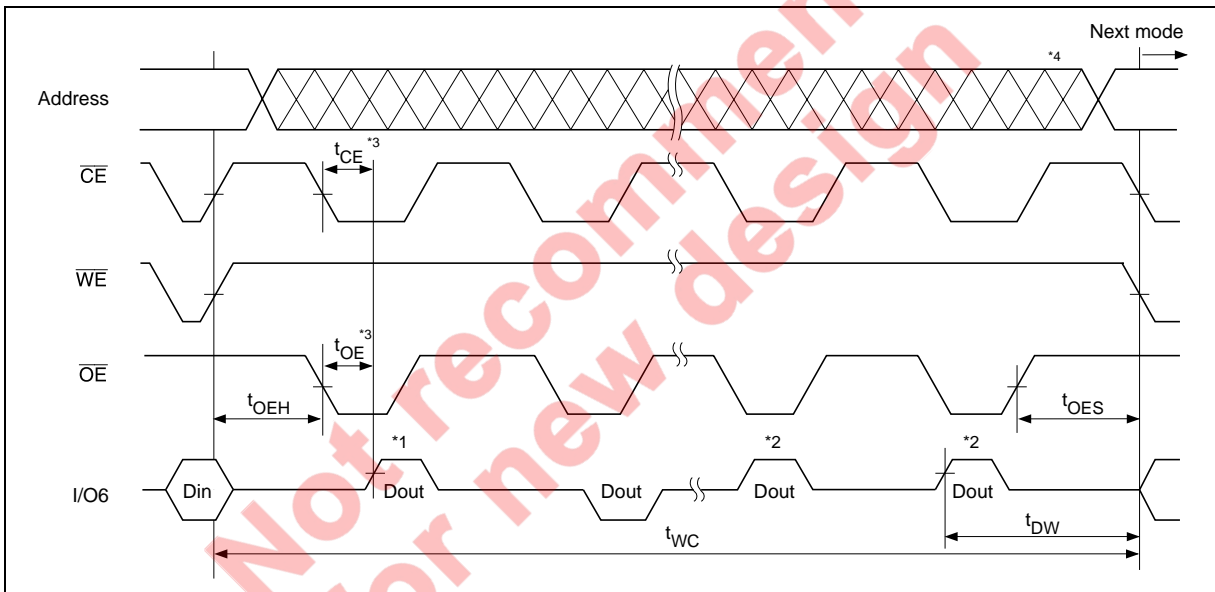 Next mode
*4
Address
tCE *3
CE
WE
tOE *3
OE
tOEH
tOES
*1
*2
*2
I/O6
Din
Dout
Dout
Dout
Dout
tWC
tDW
Not recommen
for new design